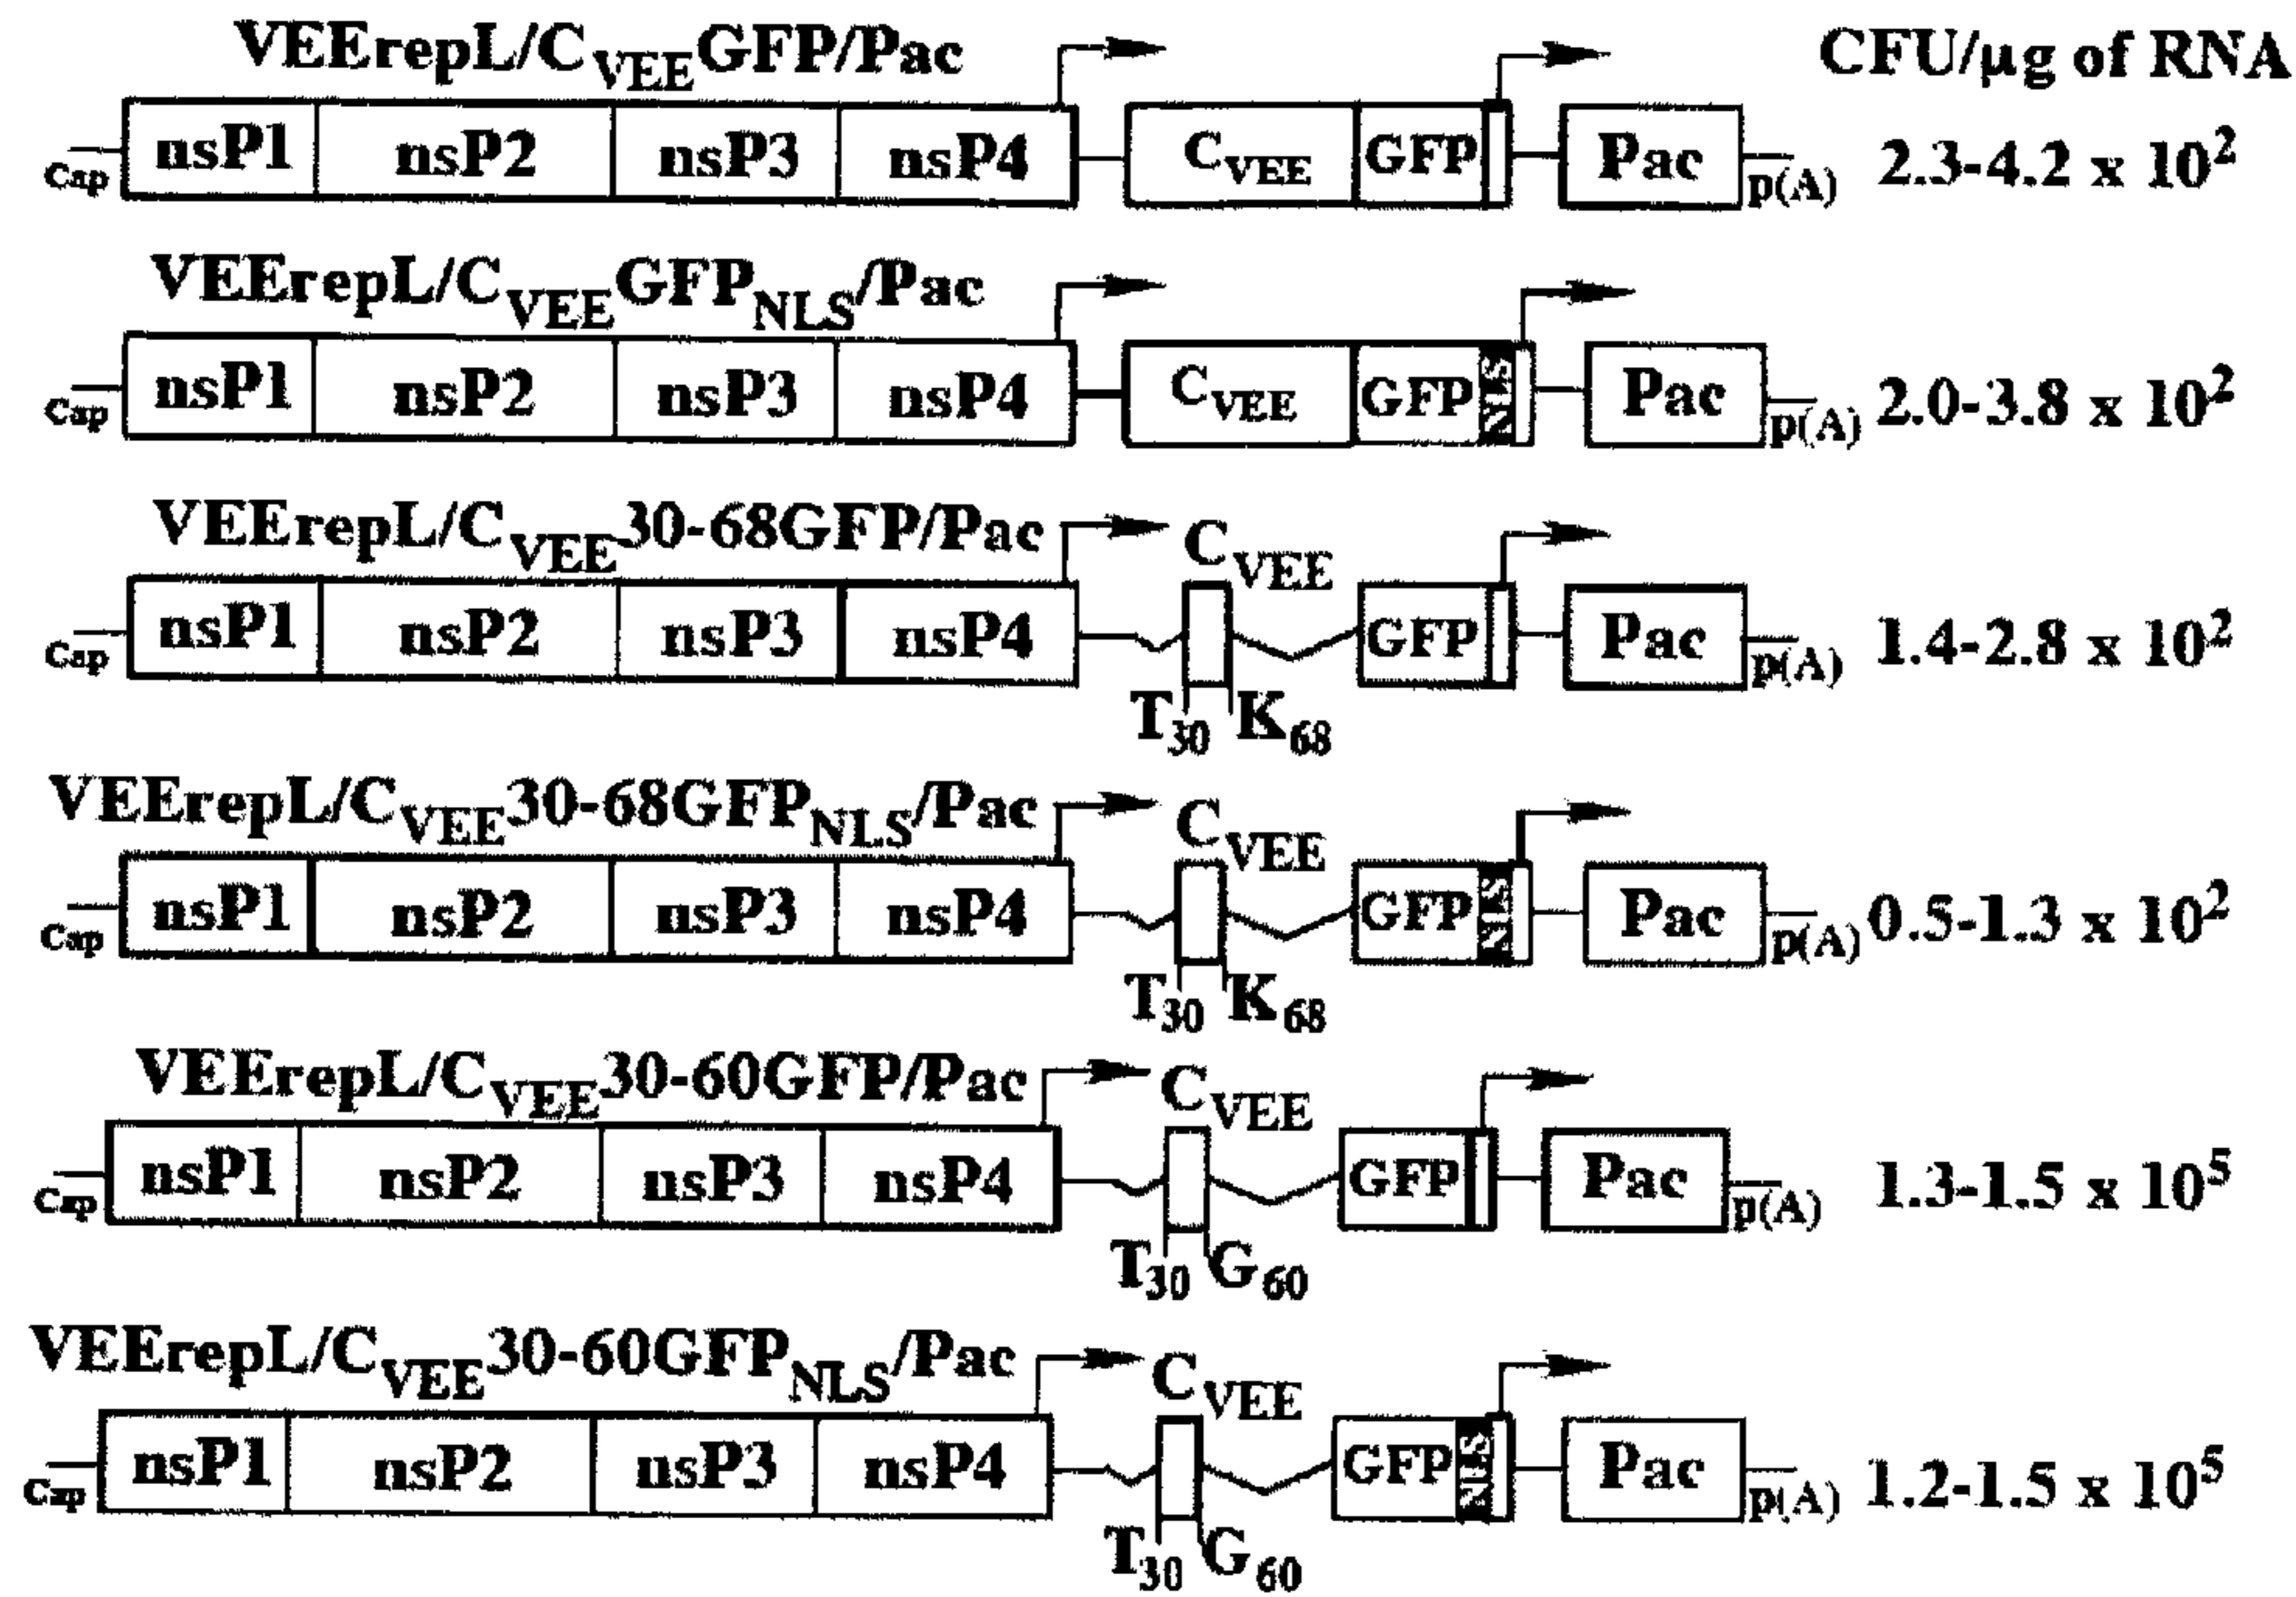 VEErepL/CVEEGFP/Pac CFU/µg of RNA
Cap nsP1 nsP2 nsP3 nsP4 CVEE GFP Pac p(A) 2.3-4.2 x 10²
VEErepL/CVEEGFPNLS/Pac
Cap nsP1 nsP2 nsP3 nsP4 CVEE GFP NLS Pac p(A) 2.0-3.8 x 10²
VEErepL/CVEE30-68GFP/Pac CVEE
Cap nsP1 nsP2 nsP3 nsP4 GFP Pac p(A) 1.4-2.8 x 10²
T30 K68
VEErepL/CVEE30-68GFPNLS/Pac CVEE
Cap nsP1 nsP2 nsP3 nsP4 GFP NLS Pac p(A) 0.5-1.3 x 10²
T30 K68
VEErepL/CVEE30-60GFP/Pac CVEE
Cap nsP1 nsP2 nsP3 nsP4 GFP Pac p(A) 1.3-1.5 x 10⁵
T30 G60
VEErepL/CVEE30-60GFPNLS/Pac CVEE
Cap nsP1 nsP2 nsP3 nsP4 GFP NLS Pac p(A) 1.2-1.5 x 10⁵
T30 G60